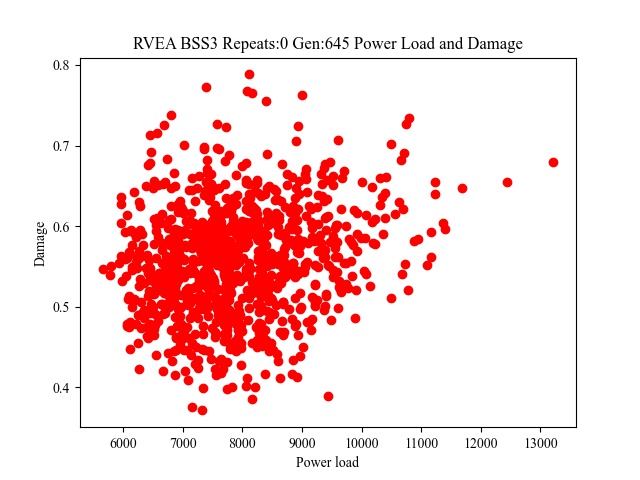 RVEA BSS3 Repeats:0 Gen:645 Power Load and Damage
0.8
0.7
0.6
0.5
0.4
Damage
6000 7000 8000 9000 10000 11000 12000 13000
Power load